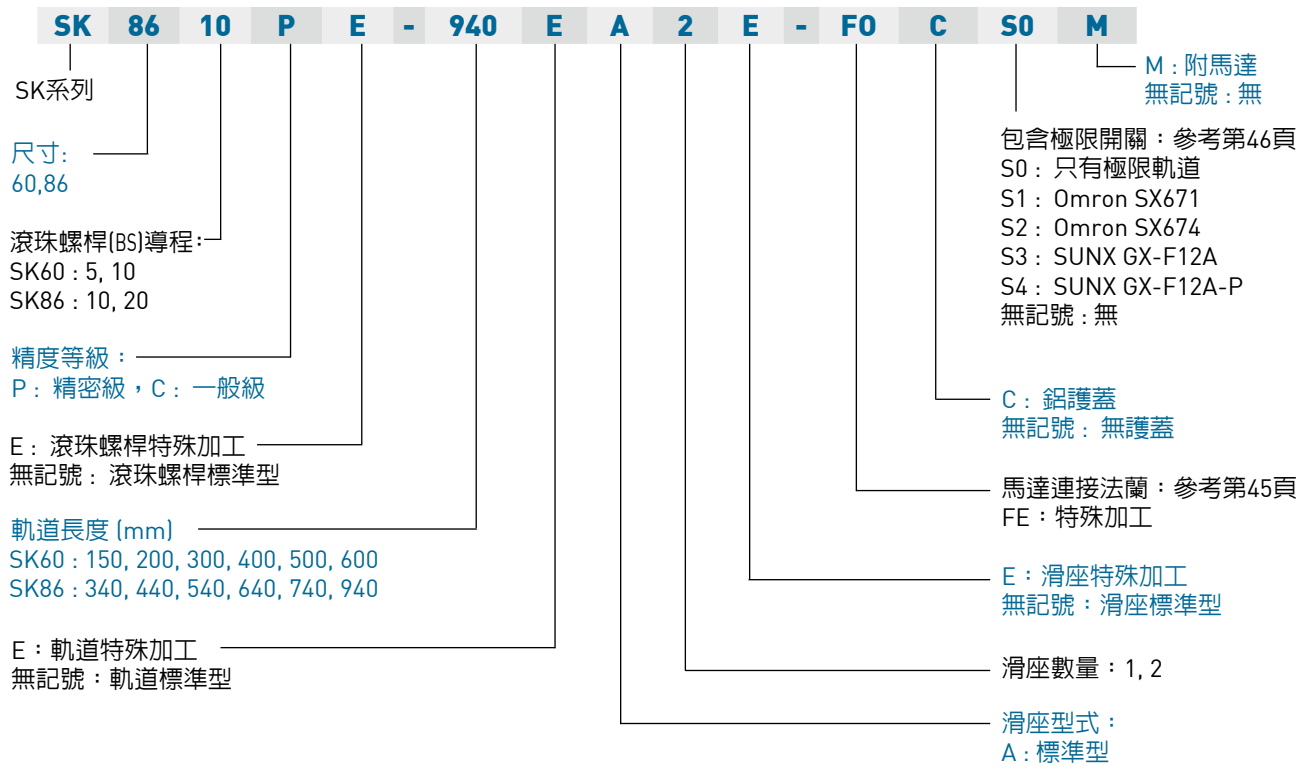 SK 86 10 P E - 940 E A 2 E - F0 C S0 M
SK系列
尺寸:
60,86
滾珠螺桿(BS)導程:
SK60 : 5, 10
SK86 : 10, 20
精度等級：
P : 精密級，C : 一般級
E : 滾珠螺桿特殊加工
無記號 : 滾珠螺桿標準型
軌道長度 (mm)
SK60 : 150, 200, 300, 400, 500, 600
SK86 : 340, 440, 540, 640, 740, 940
E：軌道特殊加工
無記號：軌道標準型
M : 附馬達
無記號 : 無
包含極限開關：參考第46頁
S0 : 只有極限軌道
S1 : Omron SX671
S2 : Omron SX674
S3 : SUNX GX-F12A
S4 : SUNX GX-F12A-P
無記號 : 無
C : 鋁護蓋
無記號 : 無護蓋
馬達連接法蘭：參考第45頁
FE：特殊加工
E：滑座特殊加工
無記號：滑座標準型
滑座數量：1, 2
滑座型式：
A : 標準型